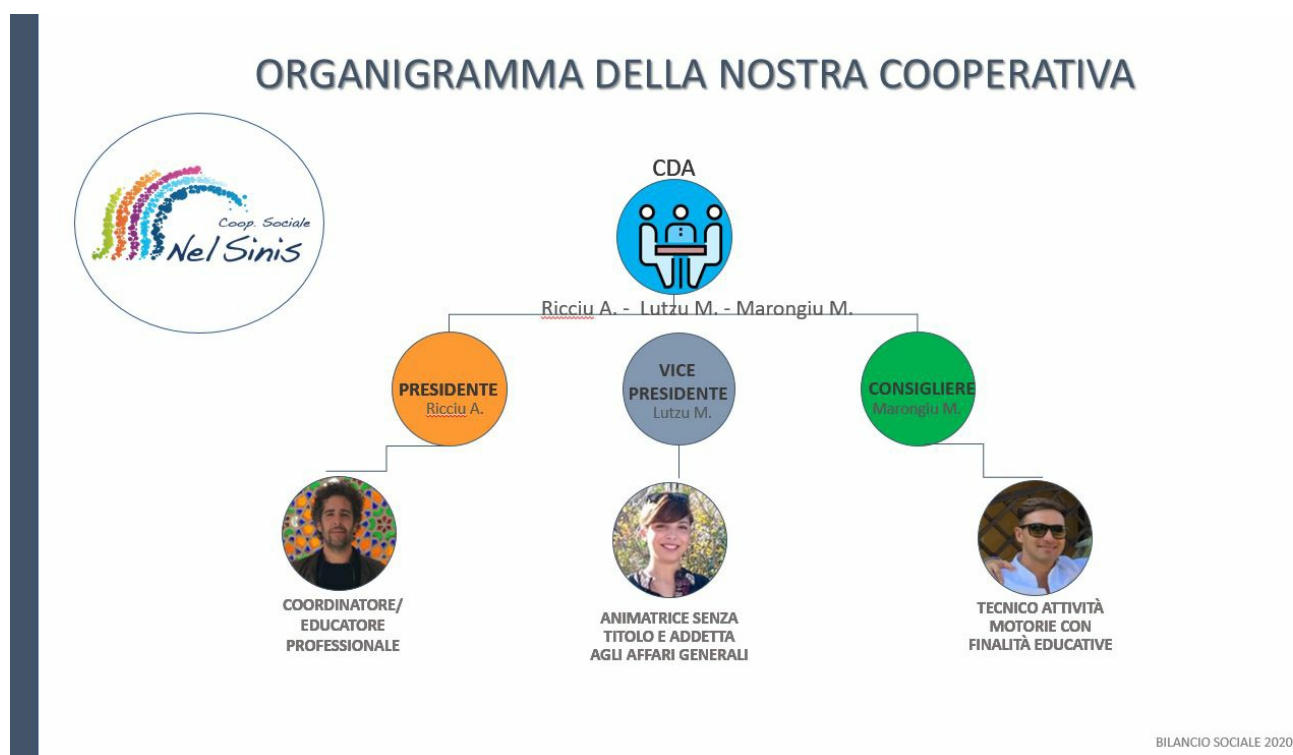 ORGANIGRAMMA DELLA NOSTRA COOPERATIVA
Coop. Sociale
Nel Sinis
CDA
Ricciu A. - Lutzu M. - Marongiu M.
PRESIDENTE
Ricciu A.
VICE
PRESIDENTE
Lutzu M.
CONSIGLIERE
Marongiu M.
COORDINATORE/
EDUCATORE
PROFESSIONALE
ANIMATRICE SENZA
TITOLO E ADDETTA
AGLI AFFARI GENERALI
TECNICO ATTIVITÀ
MOTORIE CON
FINALITÀ EDUCATIVE
BILANCIO SOCIALE 2020